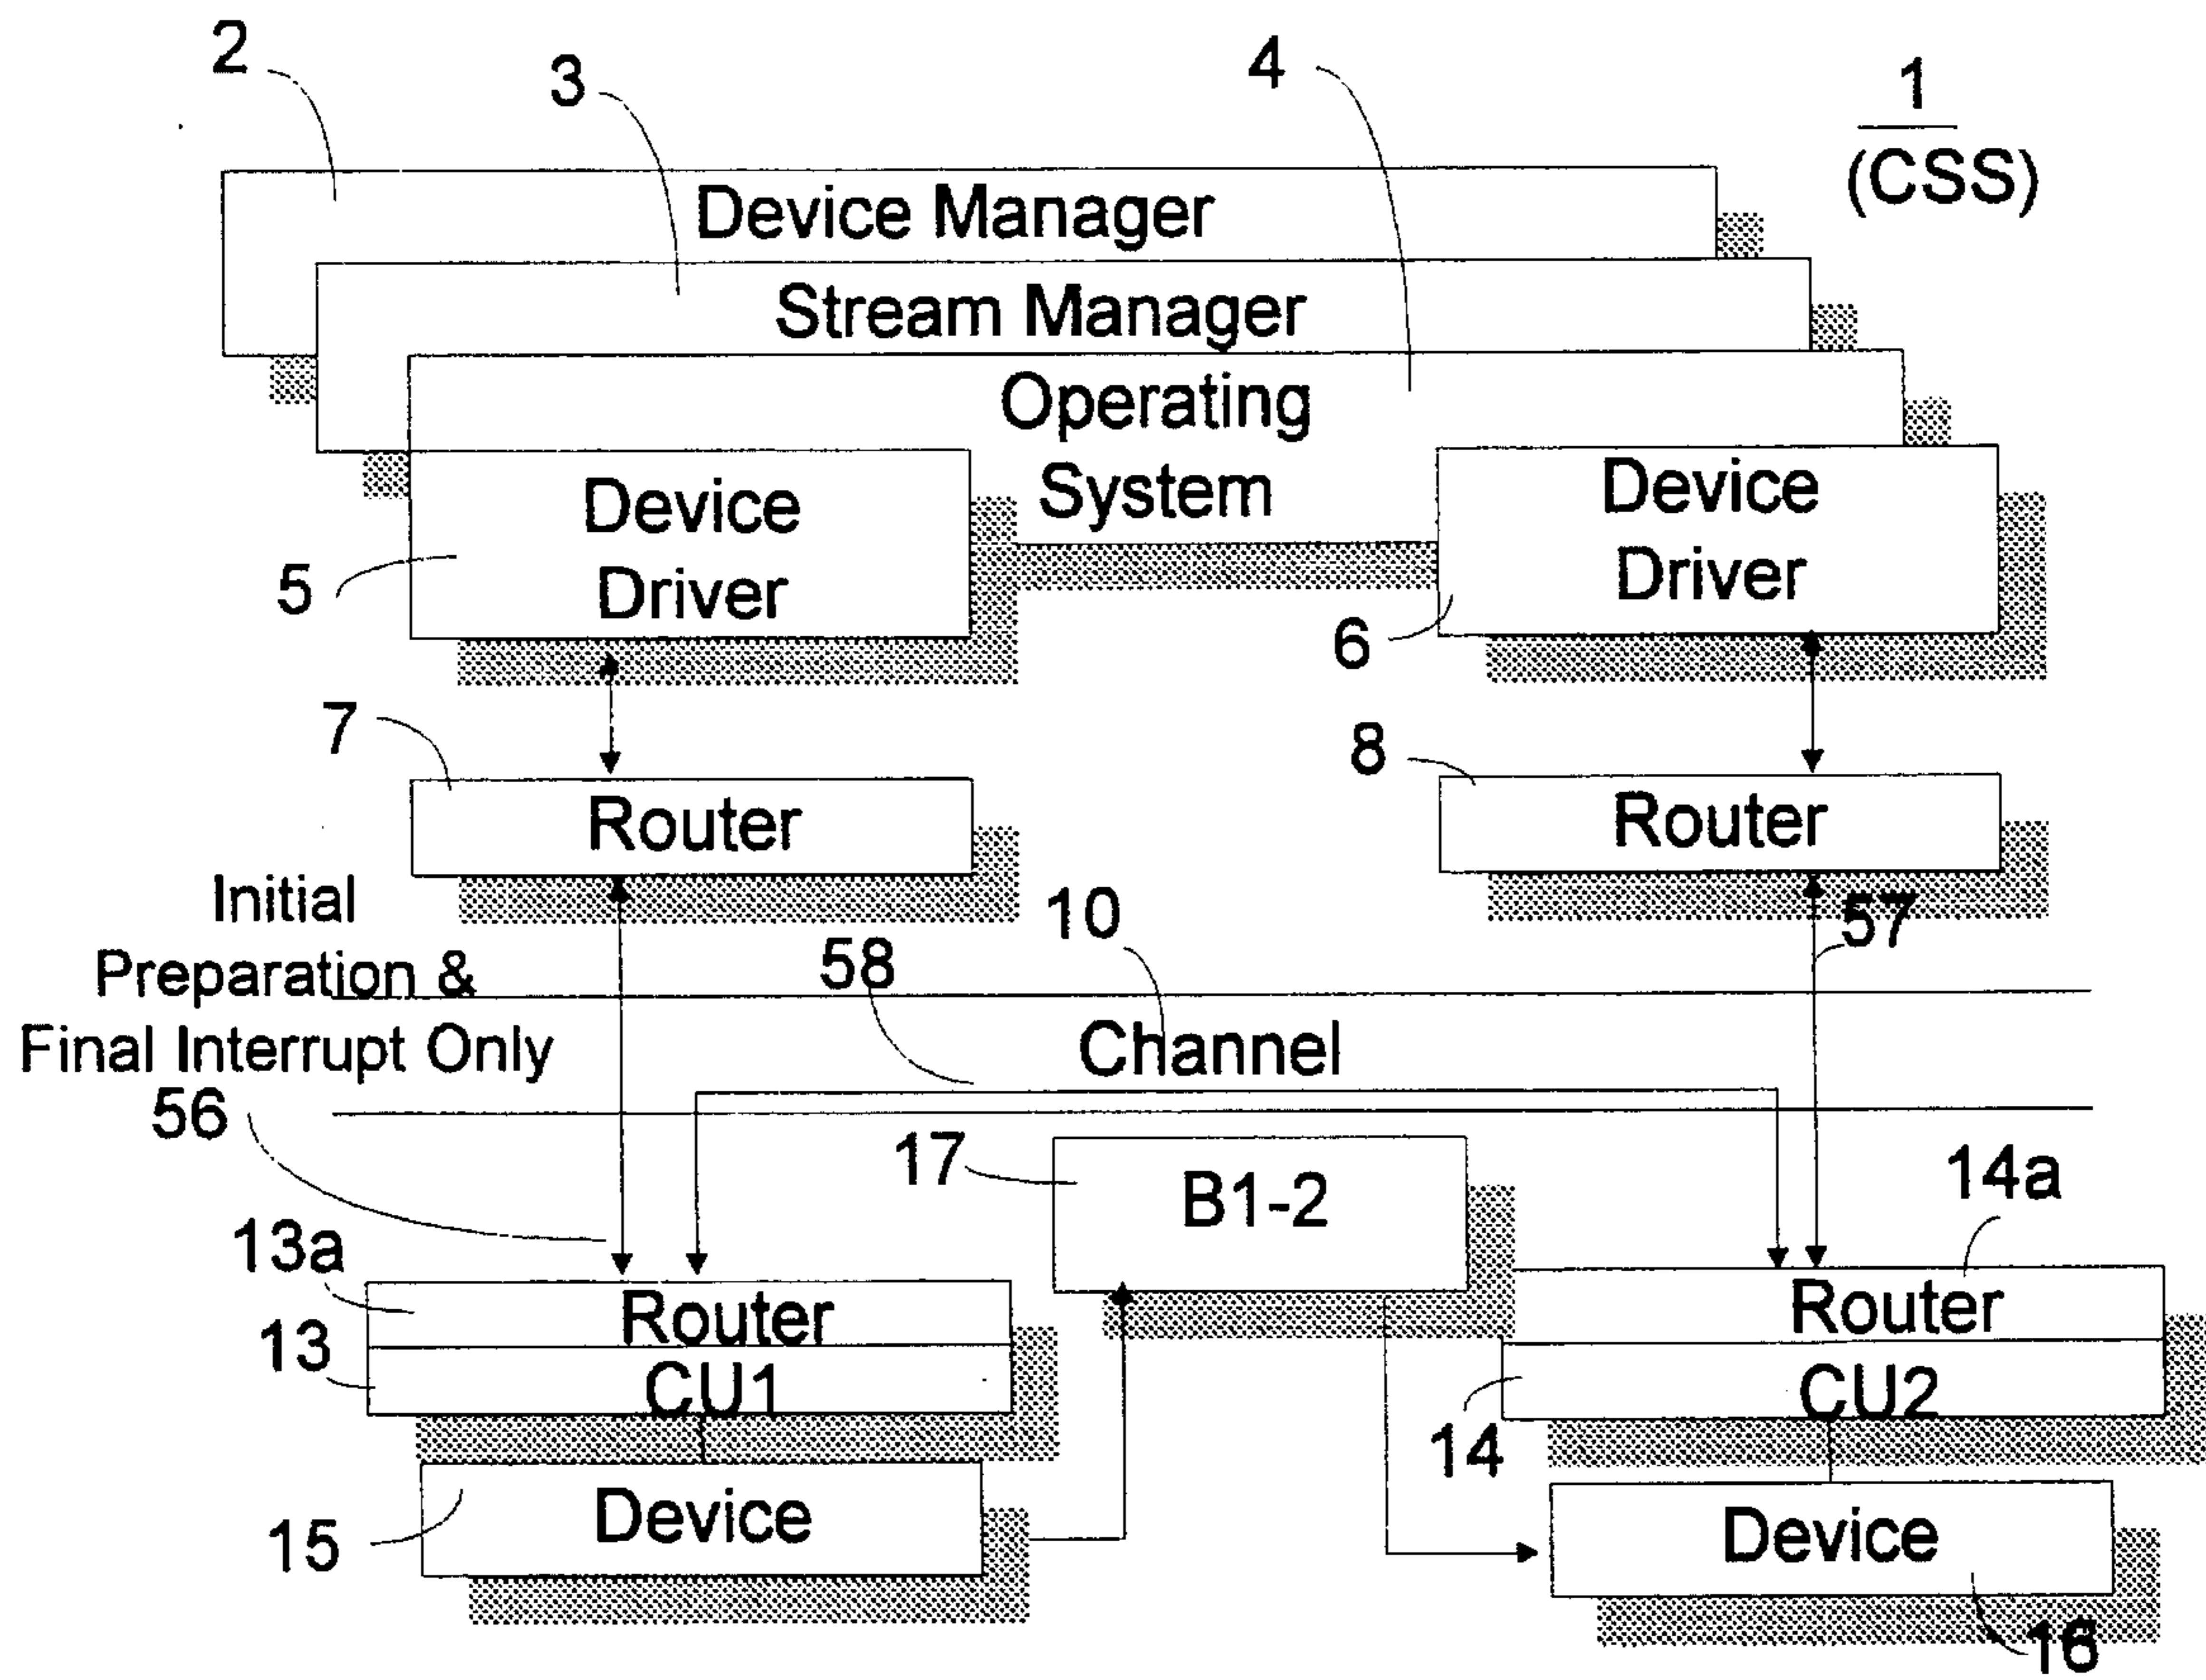 2
3
4
1
(CSS)
Device Manager
Stream Manager
Operating
System
Device
Driver
5
Device
Driver
6
7
Router
8
Router
Initial
Preparation &
Final Interrupt Only
56
58
10
57
Channel
17
B1-2
13a
Router
13
CU1
14a
Router
14
CU2
15
Device
Device
16